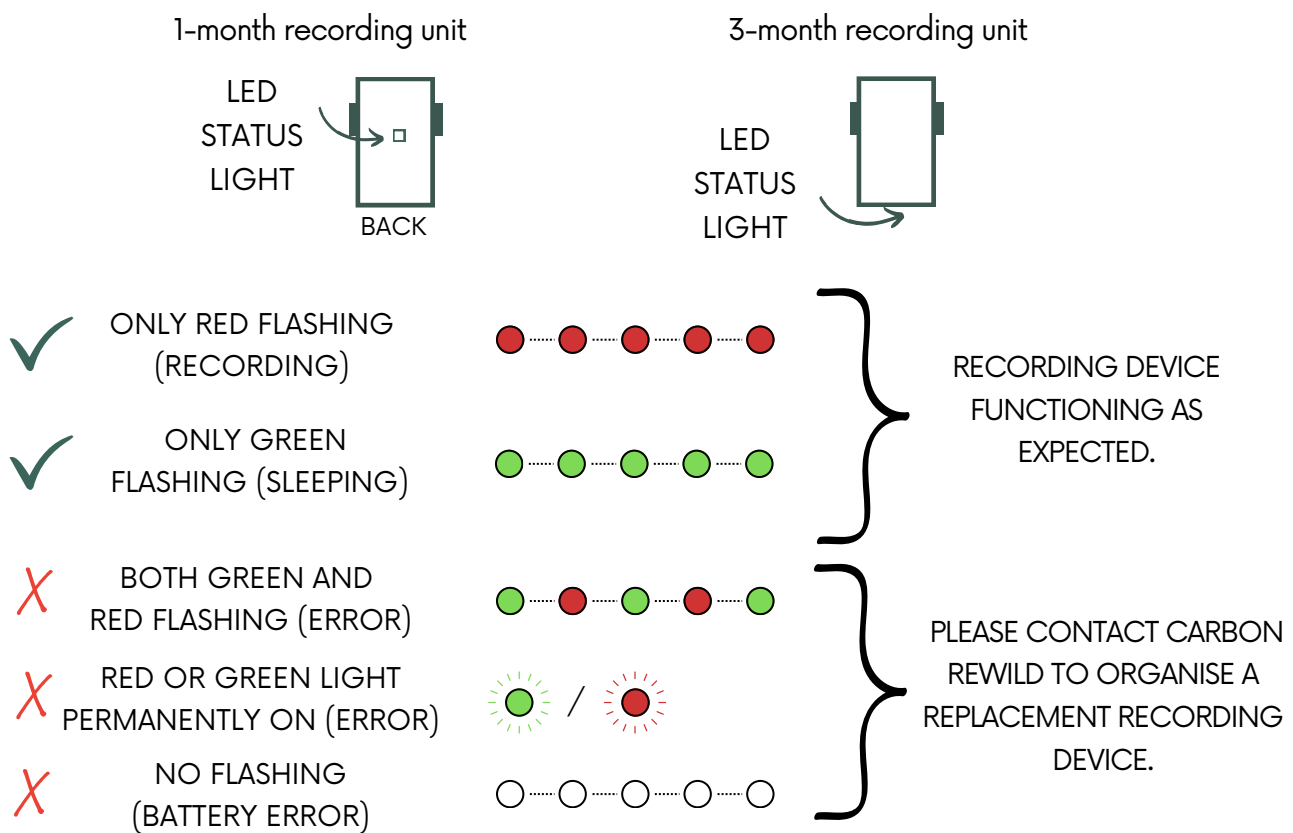 1-month recording unit
3-month recording unit
LED
STATUS
LIGHT
BACK
LED
STATUS
LIGHT
ONLY RED FLASHING
(RECORDING)
ONLY GREEN
FLASHING (SLEEPING)
RECORDING DEVICE
FUNCTIONING AS
EXPECTED.
BOTH GREEN AND
RED FLASHING (ERROR)
RED OR GREEN LIGHT
PERMANENTLY ON (ERROR)
/
NO FLASHING
(BATTERY ERROR)
PLEASE CONTACT CARBON
REWILD TO ORGANISE A
REPLACEMENT RECORDING
DEVICE.